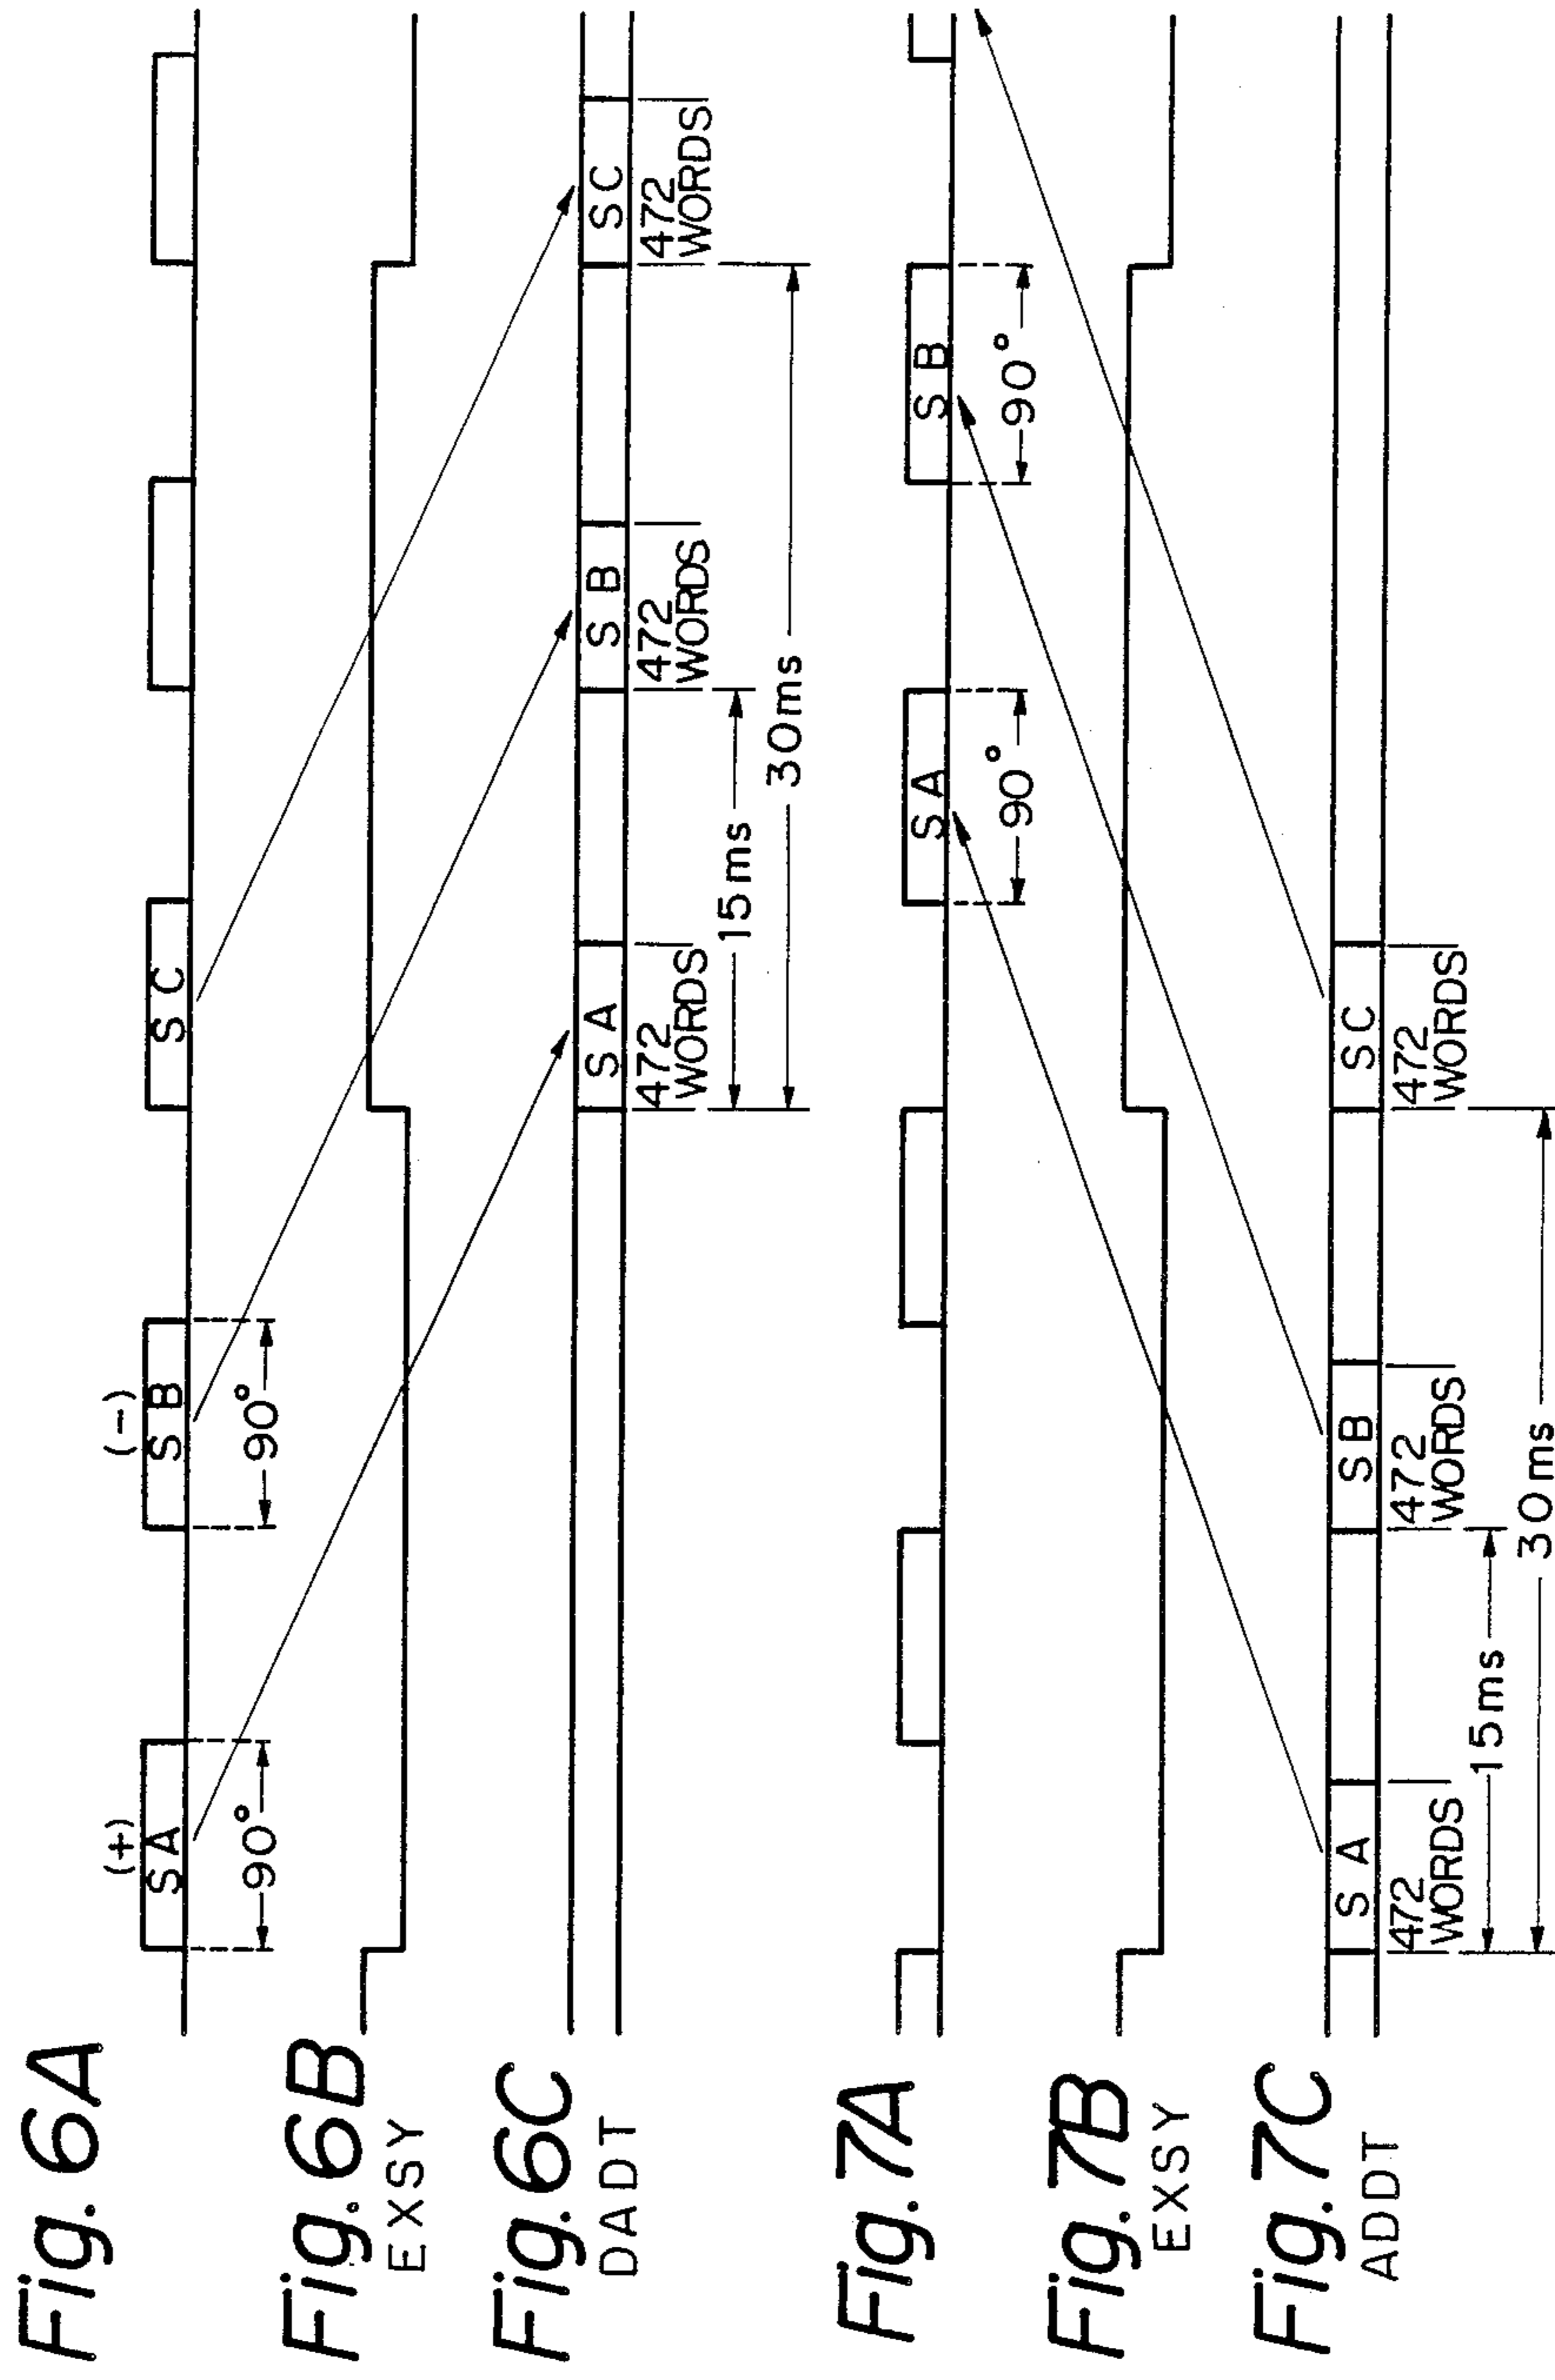 Fig. 6A
(+)
SA
90°
(−)
SB
90°
SC
Fig. 6B
EXSY
Fig. 6C
DADT
SA
472
WORDS
SB
472
WORDS
SC
472
WORDS
15ms
30ms
Fig. 7A
SA
90°
SB
90°
Fig. 7B
EXSY
Fig. 7C
ADDT
SA
472
WORDS
SB
472
WORDS
SC
472
WORDS
15ms
30ms